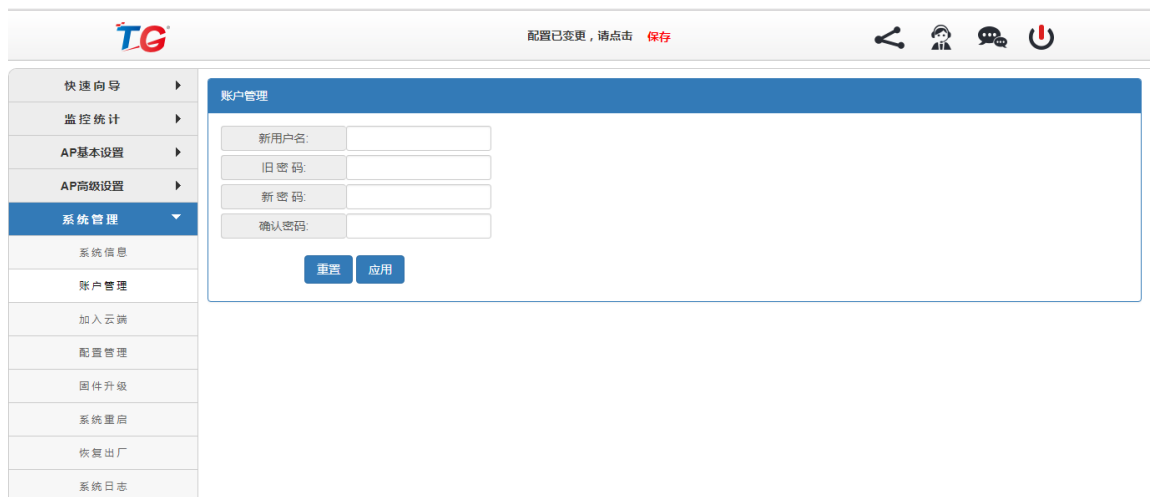 TG
配置已变更，请点击 保存
快速向导
监控统计
AP基本设置
AP高级设置
系统管理
系统信息
账户管理
加入云端
配置管理
固件升级
系统重启
恢复出厂
系统日志
账户管理
新用户名:
旧 密 码:
新 密 码:
确认密码:
重置 应用